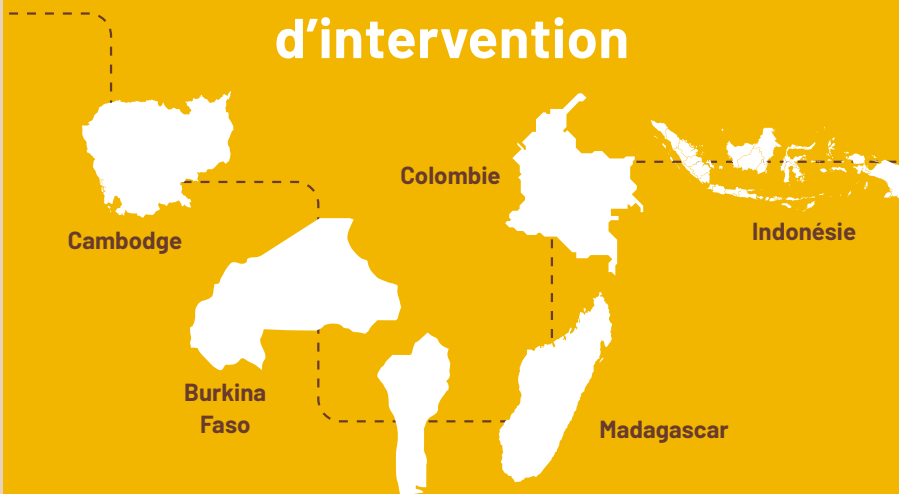 d'intervention
Colombie
Indonésie
Cambodge
Burkina
Faso
Madagascar